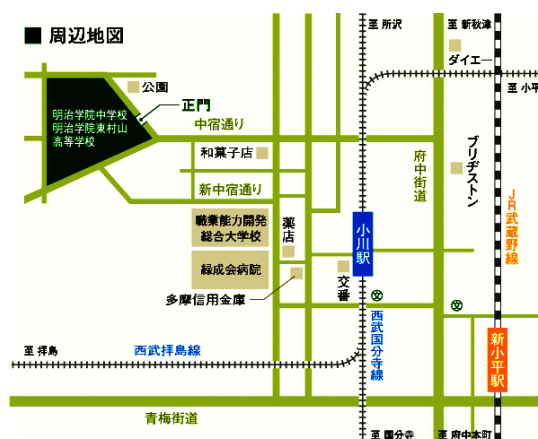 周辺地図
至 所沢
至 新秋津
ダイエー
至 小平
公園
正門
明治学院中学校
明治学院東村山
高等学校
中宿通り
和菓子店
新中宿通り
府中街道
ブリヂストン
JR武蔵野線
職業能力開発
総合大学校
薬店
小川駅
緑成会病院
交番
多摩信用金庫
文
文
西武国分寺線
新小平駅
至 拝島
西武拝島線
青梅街道
至 国分寺
至 府中本町